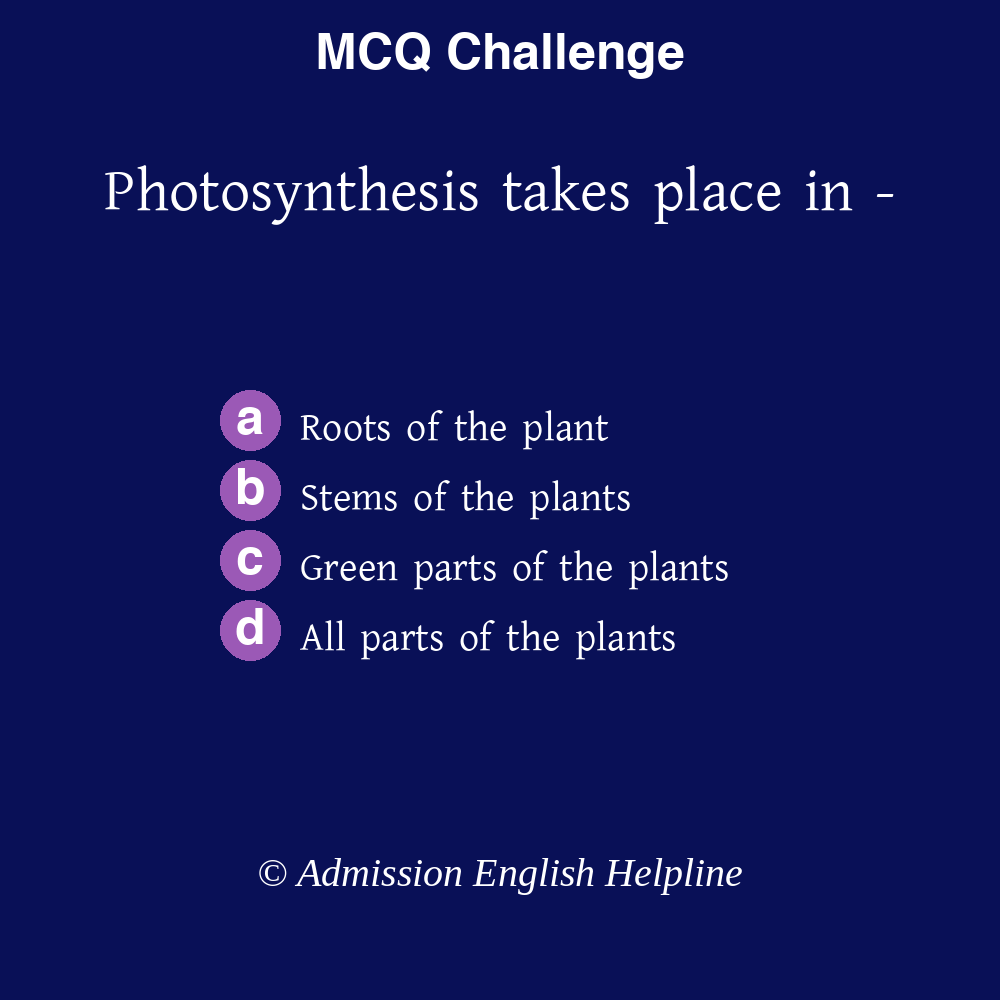 MCQ Challenge
Photosynthesis takes place in -
a Roots of the plant
b Stems of the plants
c Green parts of the plants
d All parts of the plants
© Admission English Helpline